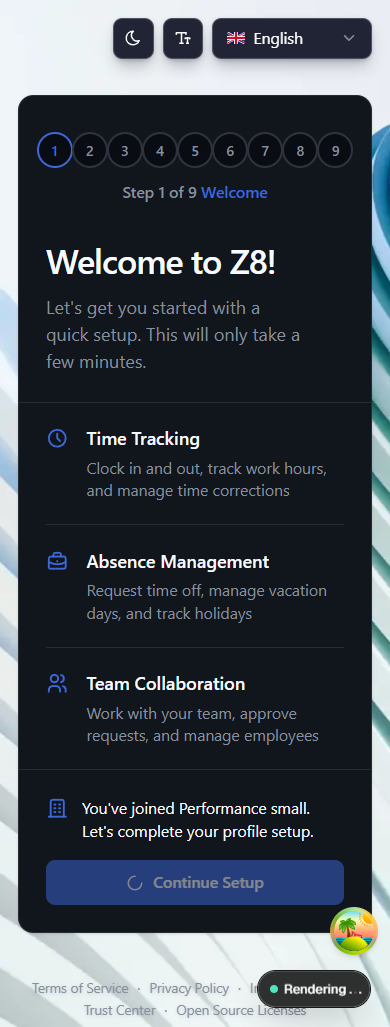 English
1 2 3 4 5 6 7 8 9
Step 1 of 9 Welcome
Welcome to Z8!
Let's get you started with a
quick setup. This will only take a
few minutes.
Time Tracking
Clock in and out, track work hours,
and manage time corrections
Absence Management
Request time off, manage vacation
days, and track holidays
Team Collaboration
Work with your team, approve
requests, and manage employees
You've joined Performance small.
Let's complete your profile setup.
Continue Setup
Terms of Service · Privacy Policy ·
Rendering...
Trust Center · Open Source Licenses